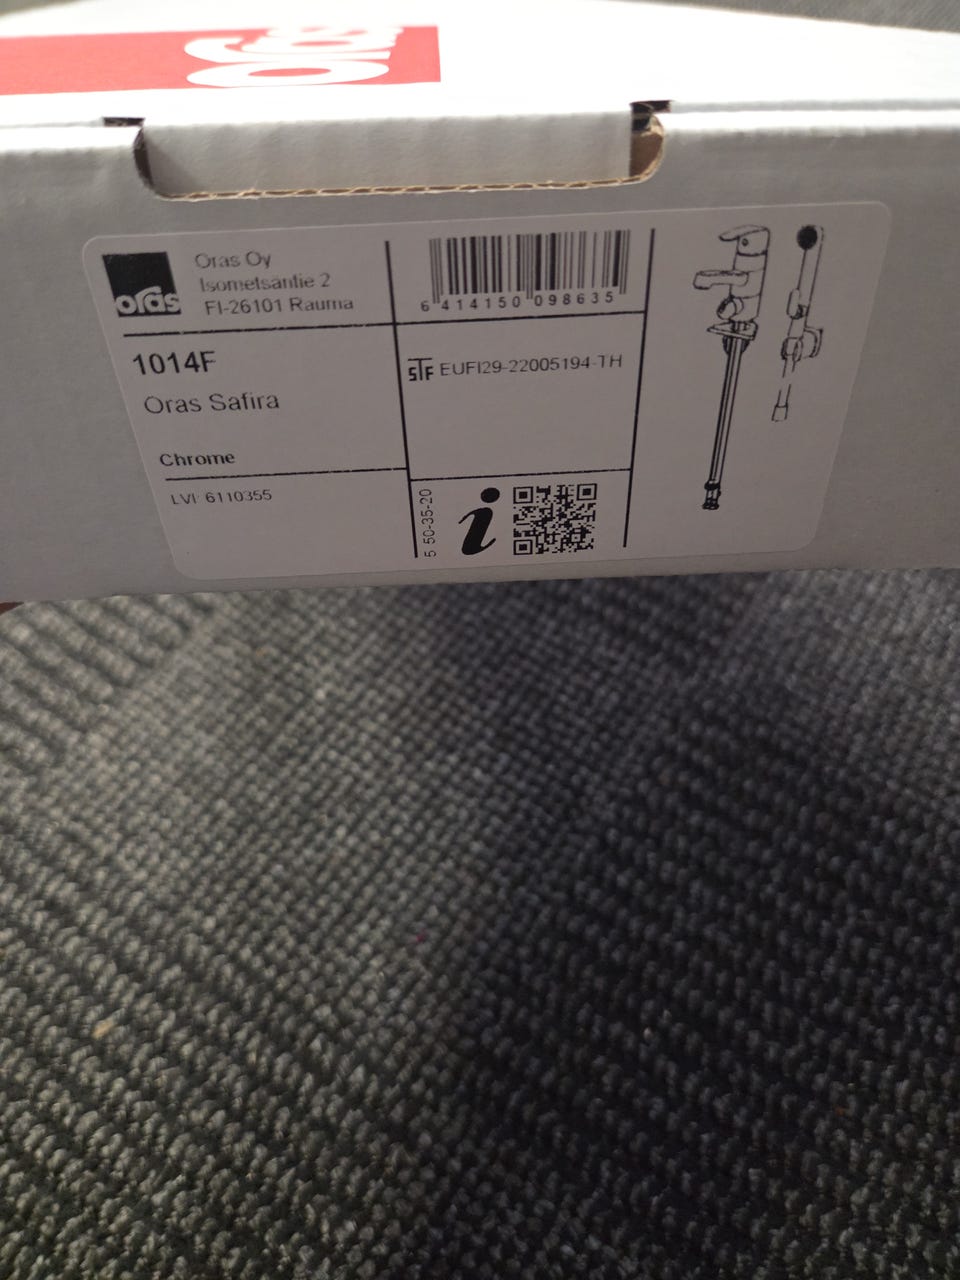 oras
oras
Oras Oy
Isometsäntie 2
FI-26101 Rauma
6 414150 098635
1014F
Oras Safira
Chrome
LVI 6110355
STF EUFI29-22005194-TH
5 50-35-20
i